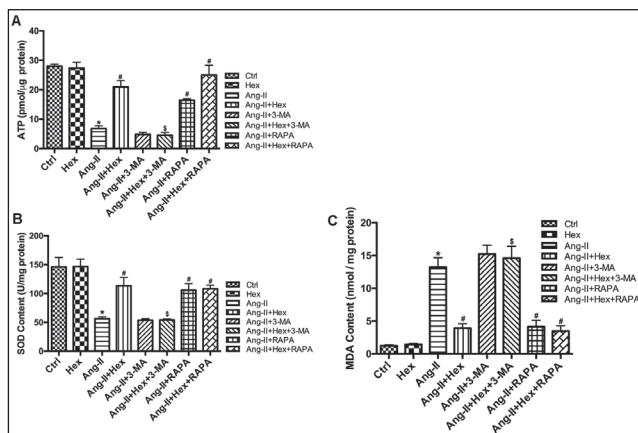 A
ATP (pmol/μg protein)
40
30
20
10
0
*
#
$
#
#
Ctrl
Hex
Ang-II
Ang-II+Hex
Ang-II+3-MA
Ang-II+Hex+3-MA
Ang-II+RAPA
Ang-II+Hex+RAPA
Ctrl
Hex
Ang-II
Ang-II+Hex
Ang-II+3-MA
Ang-II+Hex+3-MA
Ang-II+RAPA
Ang-II+Hex+RAPA
B
SOD Content (U/mg protein)
200
150
100
50
0
*
#
$
#
#
Ctrl
Hex
Ang-II
Ang-II+Hex
Ang-II+3-MA
Ang-II+Hex+3-MA
Ang-II+RAPA
Ang-II+Hex+RAPA
Ctrl
Hex
Ang-II
Ang-II+Hex
Ang-II+3-MA
Ang-II+Hex+3-MA
Ang-II+RAPA
Ang-II+Hex+RAPA
C
MDA Content (nmol / mg protein)
20
15
10
5
0
*
#
$
#
#
Ctrl
Hex
Ang-II
Ang-II+Hex
Ang-II+3-MA
Ang-II+Hex+3-MA
Ang-II+RAPA
Ang-II+Hex+RAPA
Ctrl
Hex
Ang-II
Ang-II+Hex
Ang-II+3-MA
Ang-II+Hex+3-MA
Ang-II+RAPA
Ang-II+Hex+RAPA